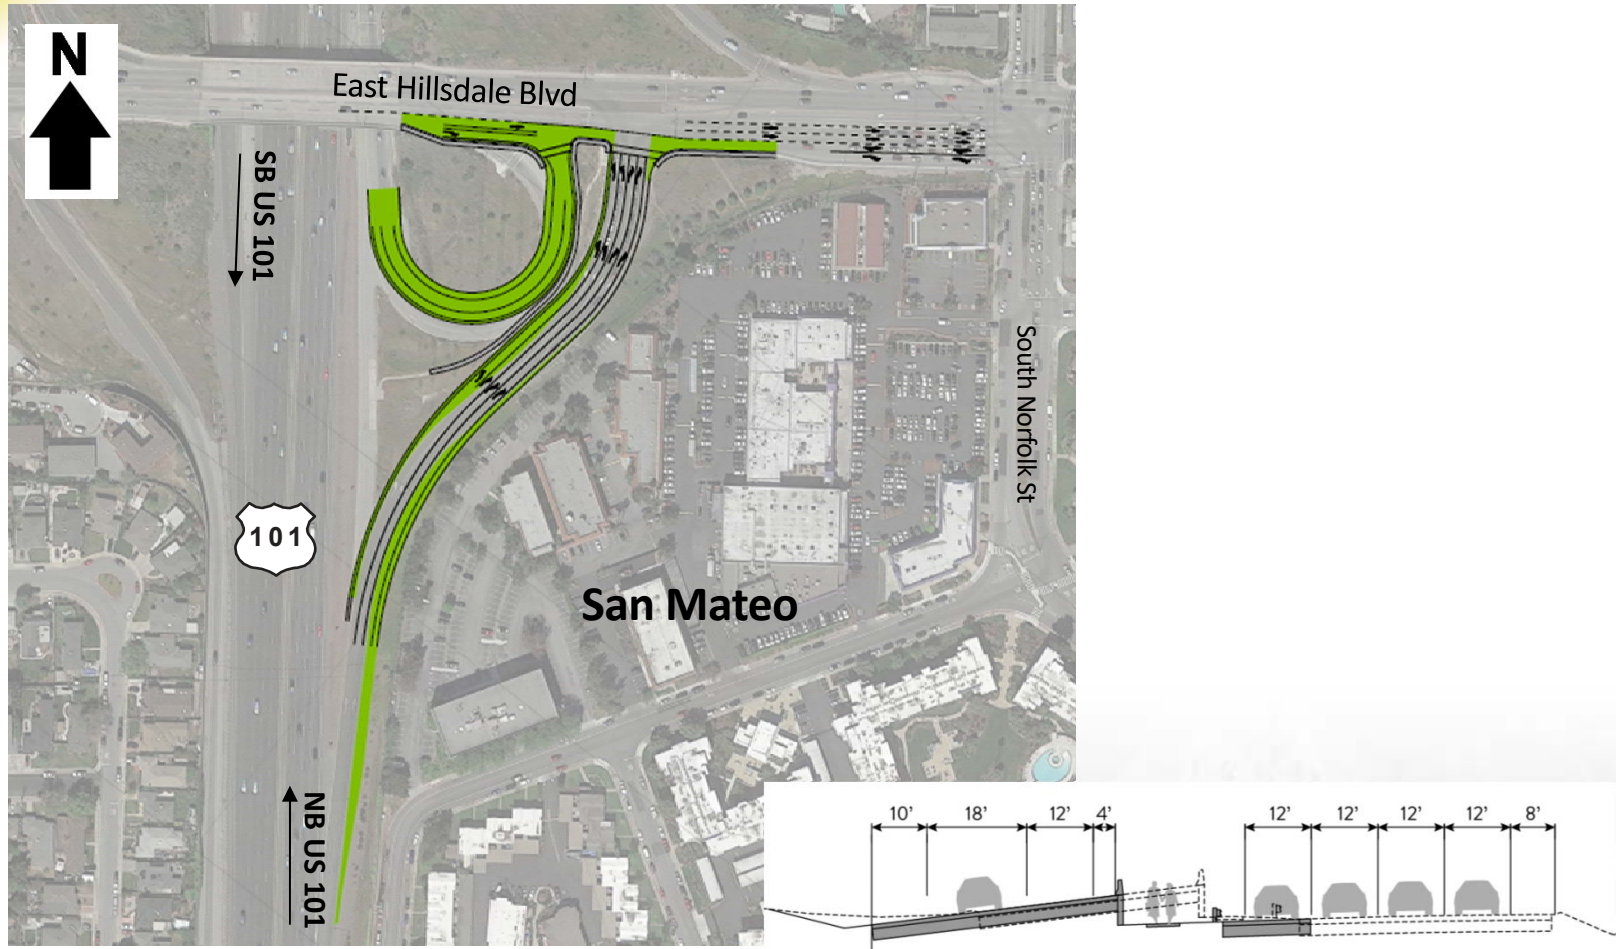 N
East Hillsdale Blvd
SB US 101
South Norfolk St
101
San Mateo
NB US 101
10' 18' 12' 4' 12' 12' 12' 12' 8'